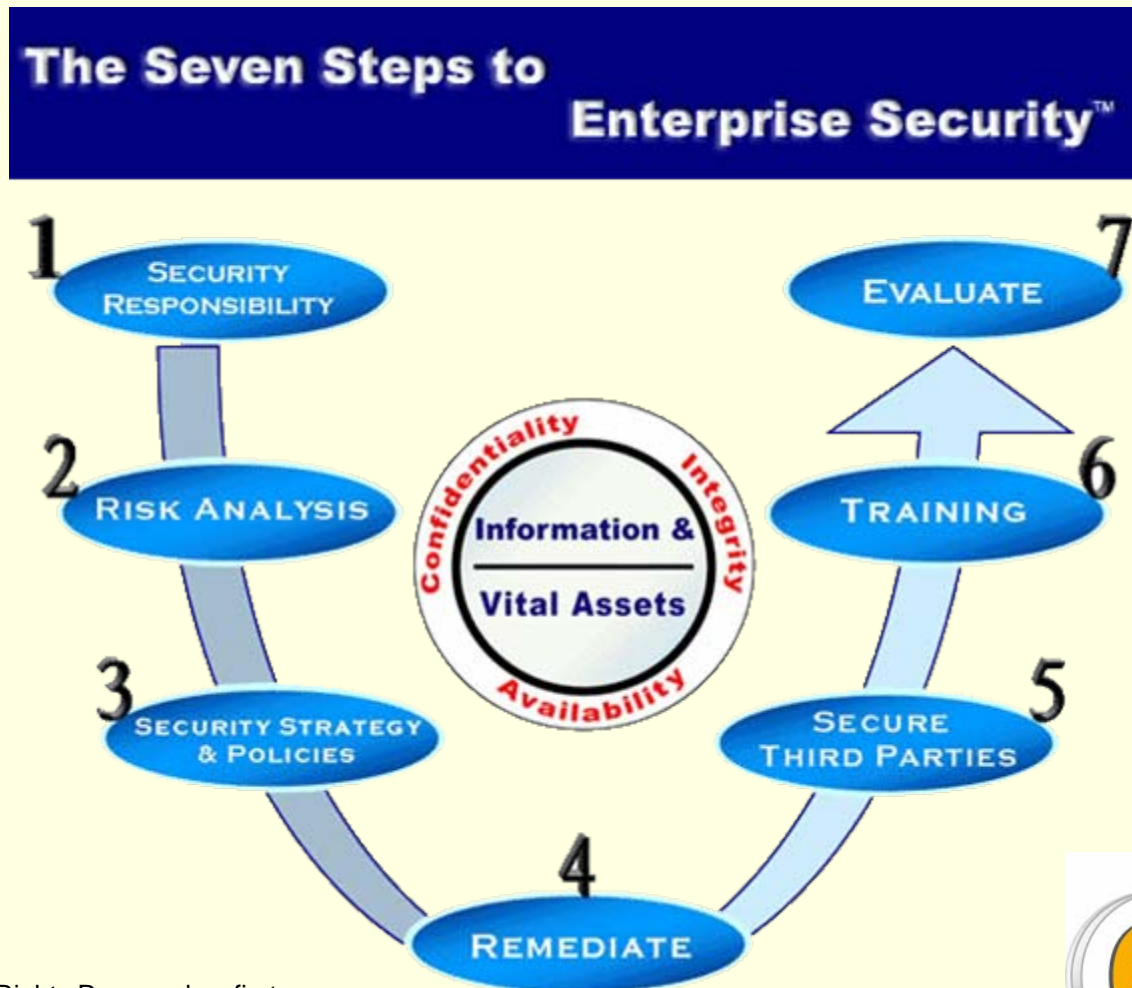 The Seven Steps to
Enterprise Security™
1
SECURITY
RESPONSIBILITY
2
RISK ANALYSIS
3
SECURITY STRATEGY
& POLICIES
4
REMEDIATE
5
SECURE
THIRD PARTIES
6
TRAINING
7
EVALUATE
Confidentiality
Integrity
Availability
Information &
Vital Assets